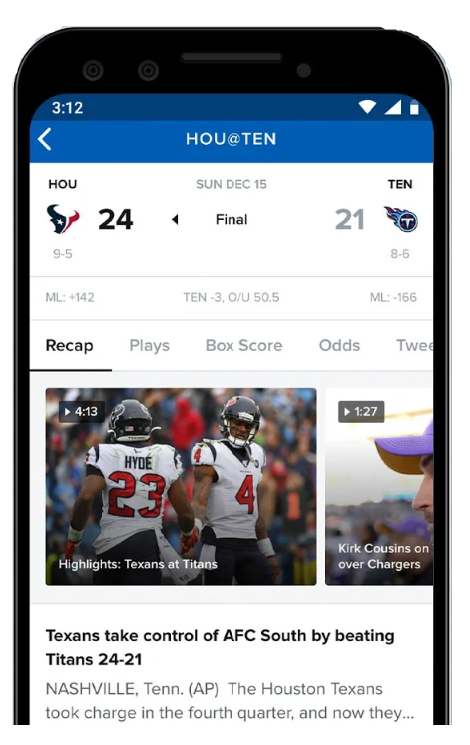 3:12
HOU@TEN
HOU SUN DEC 15 TEN
24 Final 21
9-5 8-6
ML: +142 TEN -3, O/U 50.5 ML: -166
Recap Plays Box Score Odds Twee
4:13 1:27
HYDE
23 4 4
Highlights: Texans at Titans
Kirk Cousins on
over Chargers
Texans take control of AFC South by beating
Titans 24-21
NASHVILLE, Tenn. (AP) The Houston Texans
took charge in the fourth quarter, and now they...